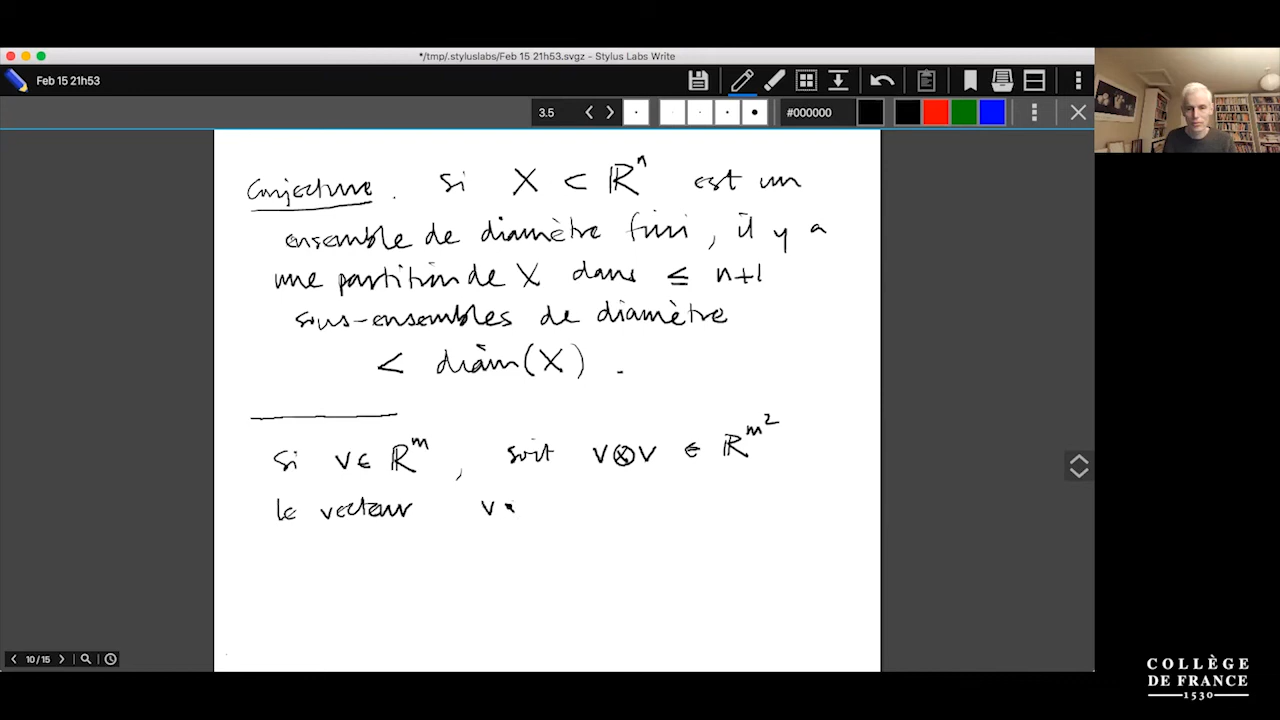 */tmp/.styluslabs/Feb 15 21h53.svgz - Stylus Labs Write
Feb 15 21h53
3.5
#000000
Conjecture. Si X ⊂ ℝⁿ est un
ensemble de diamètre fini, il y a
une partition de X dans ≤ n+1
sous-ensembles de diamètre
< diam(X).
Si v ∈ ℝᵐ, soit v⊗v ∈ ℝ^{m²}
le vecteur v
10/15
COLLÈGE
DE FRANCE
1530